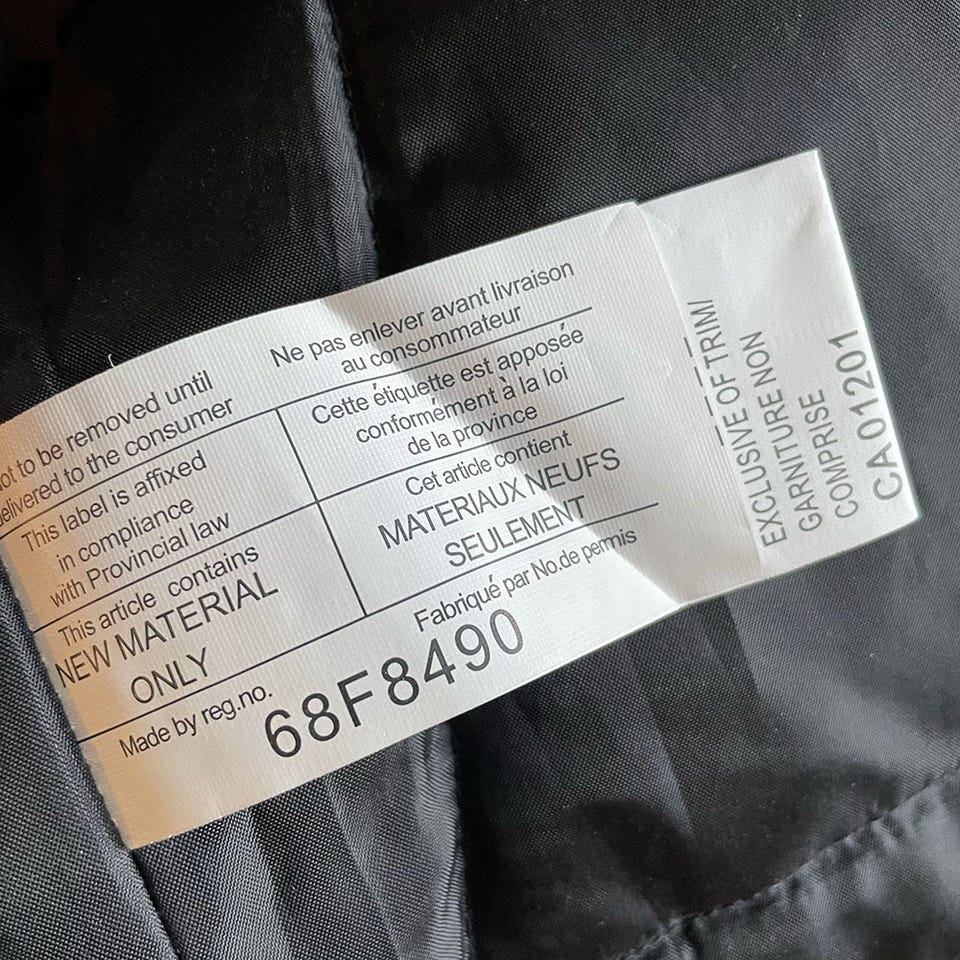 to be removed until
delivered to the consumer
Ne pas enlever avant livraison
au consommateur
This label is affixed
in compliance
with Provincial law
Cette étiquette est apposée
conformément à la loi
de la province
This article contains
NEW MATERIAL
ONLY
Cet article contient
MATERIAUX NEUFS
SEULEMENT
Made by reg.no.
Fabriqué par No.de permis
68F8490
EXCLUSIVE OF TRIM/
GARNITURE NON
COMPRISE
CA 01201